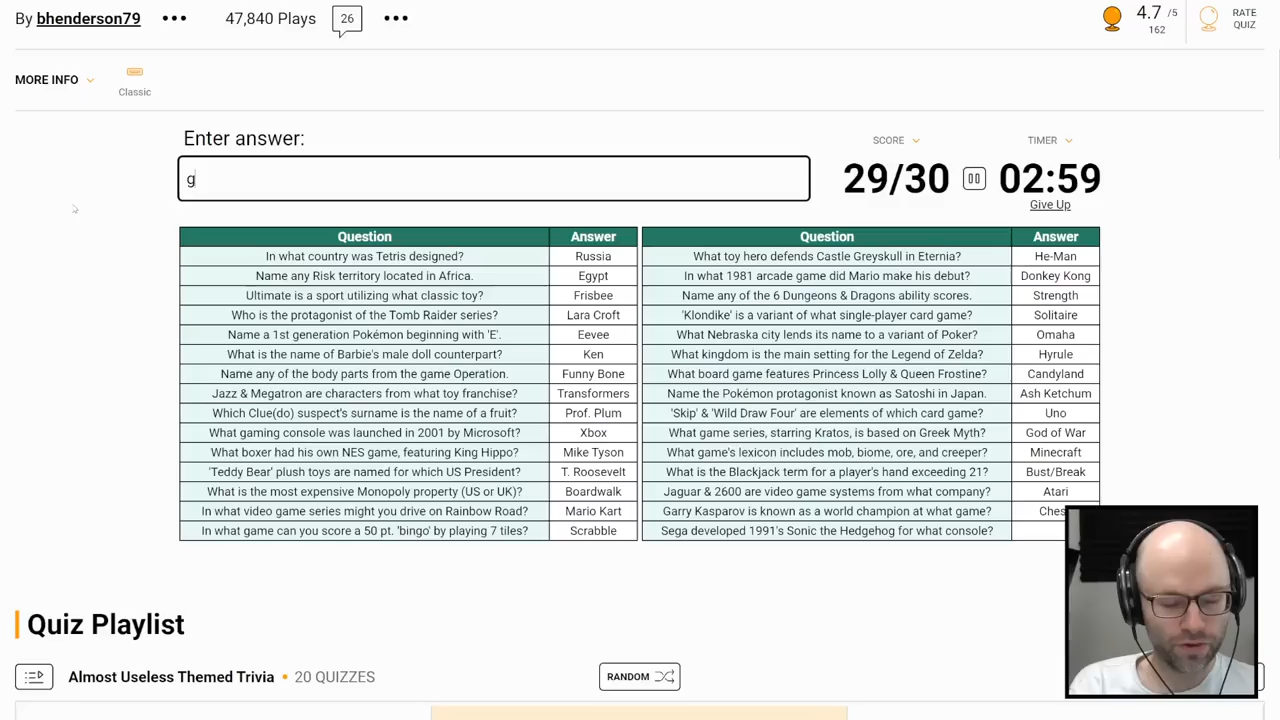 By bhenderson79 ••• 47,840 Plays 26 ••• 4.7 /5 162 RATE QUIZ
MORE INFO Classic
Enter answer:
g
SCORE TIMER
29/30 02:59
Give Up
Question Answer Question Answer
In what country was Tetris designed? Russia What toy hero defends Castle Greyskull in Eternia? He-Man
Name any Risk territory located in Africa. Egypt In what 1981 arcade game did Mario make his debut? Donkey Kong
Ultimate is a sport utilizing what classic toy? Frisbee Name any of the 6 Dungeons & Dragons ability scores. Strength
Who is the protagonist of the Tomb Raider series? Lara Croft 'Klondike' is a variant of what single-player card game? Solitaire
Name a 1st generation Pokémon beginning with 'E'. Eevee What Nebraska city lends its name to a variant of Poker? Omaha
What is the name of Barbie's male doll counterpart? Ken What kingdom is the main setting for the Legend of Zelda? Hyrule
Name any of the body parts from the game Operation. Funny Bone What board game features Princess Lolly & Queen Frostine? Candyland
Jazz & Megatron are characters from what toy franchise? Transformers Name the Pokémon protagonist known as Satoshi in Japan. Ash Ketchum
Which Clue(do) suspect's surname is the name of a fruit? Prof. Plum 'Skip' & 'Wild Draw Four' are elements of which card game? Uno
What gaming console was launched in 2001 by Microsoft? Xbox What game series, starring Kratos, is based on Greek Myth? God of War
What boxer had his own NES game, featuring King Hippo? Mike Tyson What game's lexicon includes mob, biome, ore, and creeper? Minecraft
'Teddy Bear' plush toys are named for which US President? T. Roosevelt What is the Blackjack term for a player's hand exceeding 21? Bust/Break
What is the most expensive Monopoly property (US or UK)? Boardwalk Jaguar & 2600 are video game systems from what company? Atari
In what video game series might you drive on Rainbow Road? Mario Kart Garry Kasparov is known as a world champion at what game? Ches
In what game can you score a 50 pt. 'bingo' by playing 7 tiles? Scrabble Sega developed 1991's Sonic the Hedgehog for what console?
Quiz Playlist
Almost Useless Themed Trivia • 20 QUIZZES RANDOM